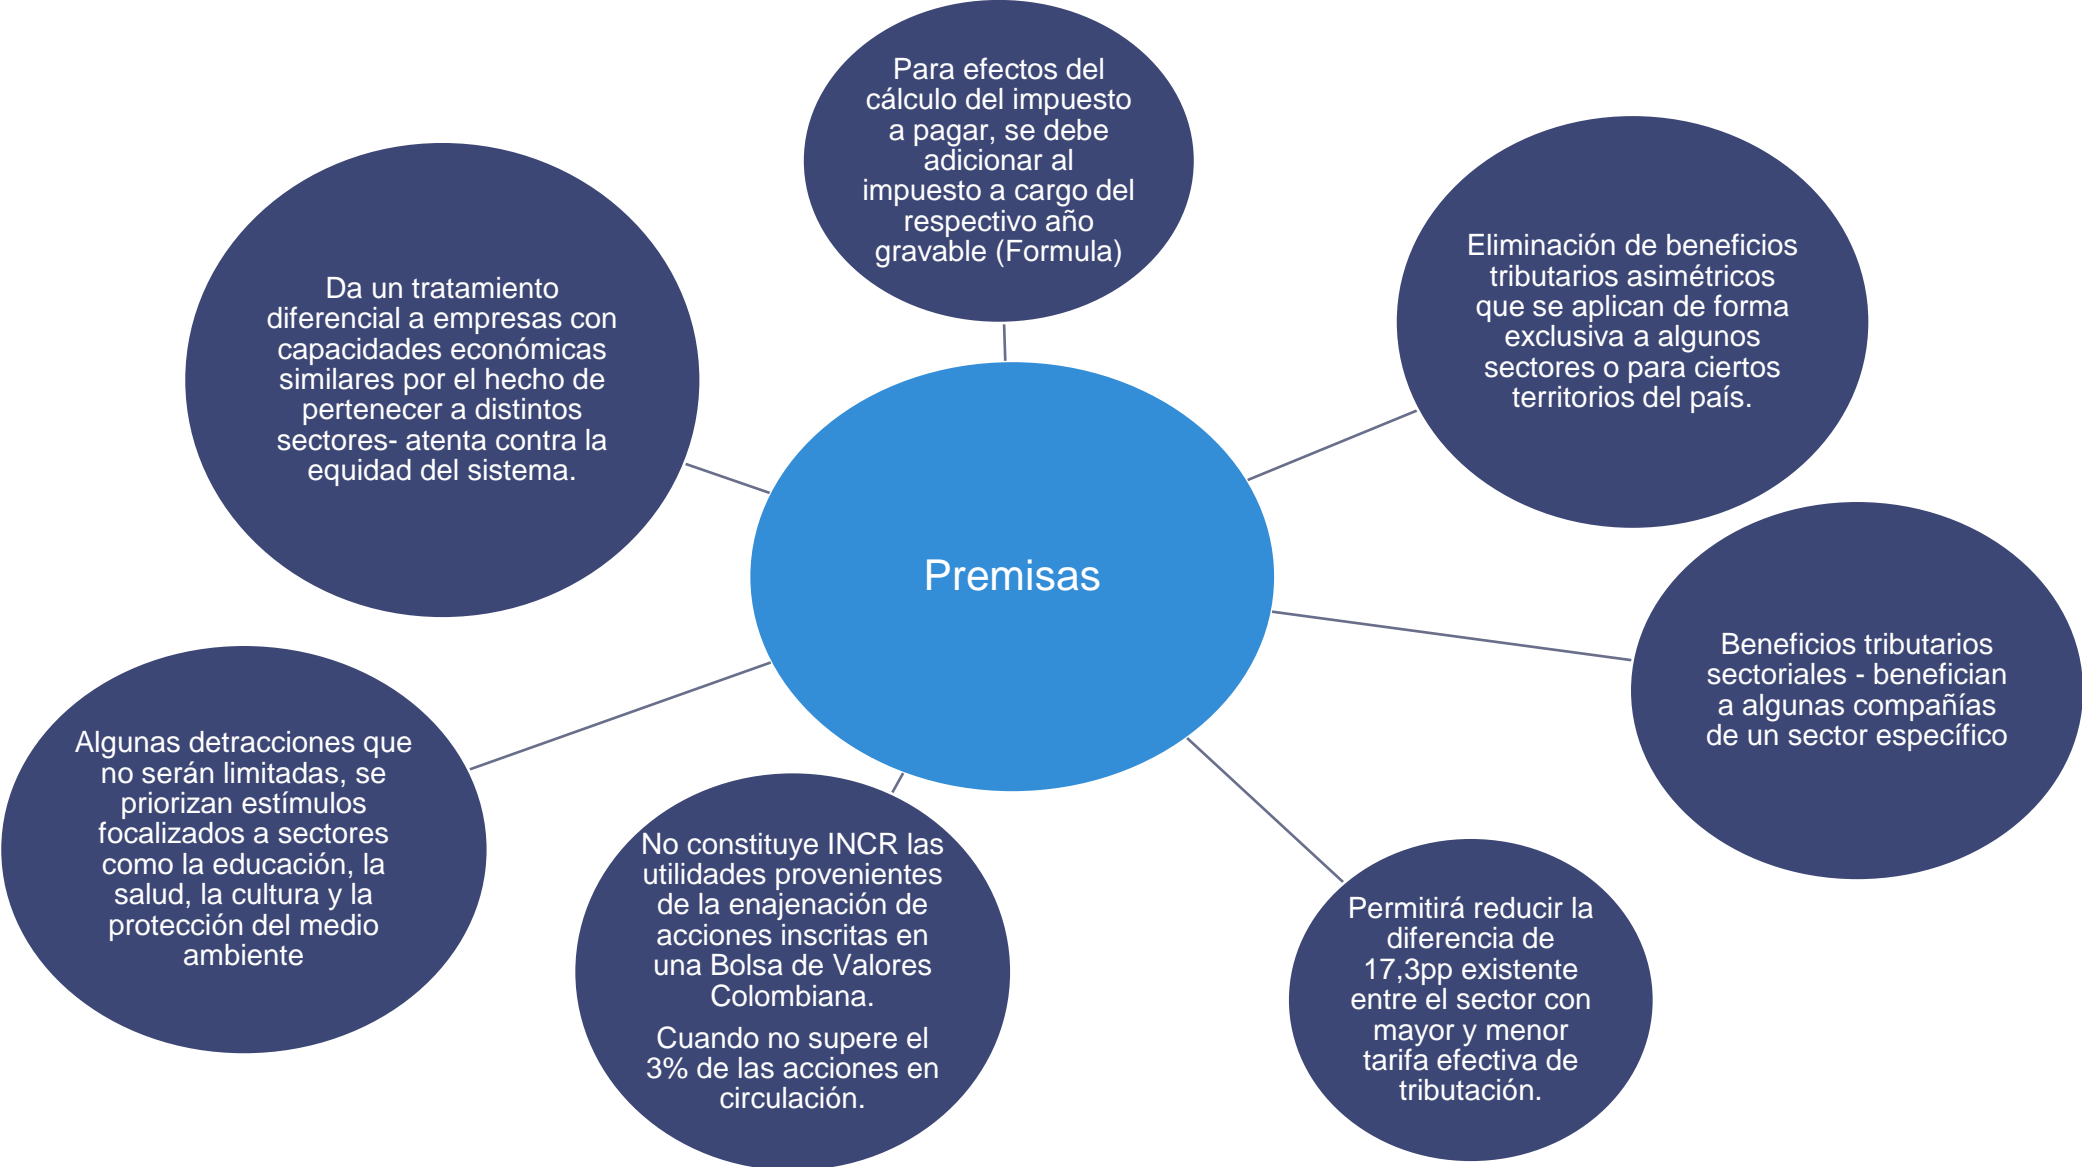 Para efectos del
cálculo del impuesto
a pagar, se debe
adicionar al
impuesto a cargo del
respectivo año
gravable (Formula)
Eliminación de beneficios
tributarios asimétricos
que se aplican de forma
exclusiva a algunos
sectores o para ciertos
territorios del país.
Beneficios tributarios
sectoriales - benefician
a algunas compañías
de un sector específico
Permitirá reducir la
diferencia de
17,3pp existente
entre el sector con
mayor y menor
tarifa efectiva de
tributación.
No constituye INCR las
utilidades provenientes
de la enajenación de
acciones inscritas en
una Bolsa de Valores
Colombiana.
Cuando no supere el
3% de las acciones en
circulación.
Algunas detracciones que
no serán limitadas, se
priorizan estímulos
focalizados a sectores
como la educación, la
salud, la cultura y la
protección del medio
ambiente
Da un tratamiento
diferencial a empresas con
capacidades económicas
similares por el hecho de
pertenecer a distintos
sectores- atenta contra la
equidad del sistema.
Premisas